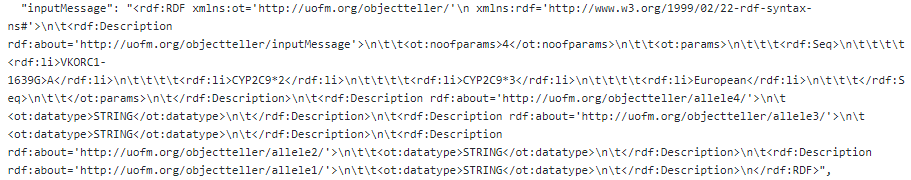 "inputMessage": "<rdf:RDF xmlns:ot='http://uofm.org/objectteller/'\n xmlns:rdf='http://www.w3.org/1999/02/22-rdf-syntax-
ns#'>\n\t<rdf:Description
rdf:about='http://uofm.org/objectteller/inputMessage'>\n\t\t<ot:noofparams>4</ot:noofparams>\n\t\t<ot:params>\n\t\t\t<rdf:Seq>\n\t\t\t\t
<rdf:li>VKORC1-
1639G>A</rdf:li>\n\t\t\t\t<rdf:li>CYP2C9*2</rdf:li>\n\t\t\t\t<rdf:li>CYP2C9*3</rdf:li>\n\t\t\t\t<rdf:li>European</rdf:li>\n\t\t\t</rdf:S
eq>\n\t\t</ot:params>\n\t</rdf:Description>\n\t<rdf:Description rdf:about='http://uofm.org/objectteller/allele4/'>\n\t
<ot:datatype>STRING</ot:datatype>\n\t</rdf:Description>\n\t<rdf:Description rdf:about='http://uofm.org/objectteller/allele3/'>\n\t
<ot:datatype>STRING</ot:datatype>\n\t</rdf:Description>\n\t<rdf:Description
rdf:about='http://uofm.org/objectteller/allele2/'>\n\t\t<ot:datatype>STRING</ot:datatype>\n\t</rdf:Description>\n\t<rdf:Description
rdf:about='http://uofm.org/objectteller/allele1/'>\n\t\t<ot:datatype>STRING</ot:datatype>\n\t</rdf:Description>\n</rdf:RDF>",